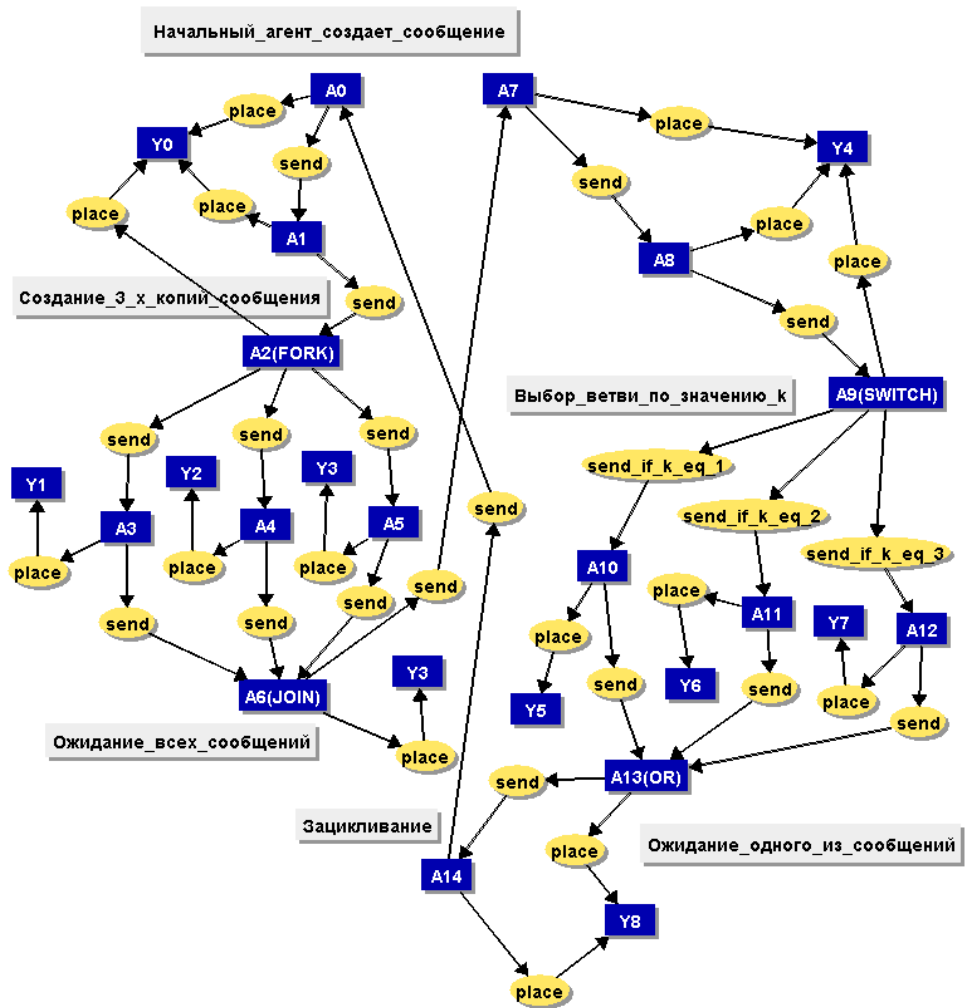 Начальный_агент_создает_сообщение
A0
A7
place
place
Y0
Y4
send
send
place
place
place
A1
A8
place
Создание_3_х_копий_сообщения
send
send
A2(FORK)
Выбор_ветви_по_значению_k
A9(SWITCH)
send
send
send
send_if_k_eq_1
Y1
Y2
Y3
send
send_if_k_eq_2
A3
A4
A5
send_if_k_eq_3
place
place
place
A10
send
send
send
send
place
A11
Y7
A12
place
send
Y5
Y6
send
place
send
A6(JOIN)
Y3
Ожидание_всех_сообщений
place
send
A13(OR)
Зацикливание
place
Ожидание_одного_из_сообщений
A14
Y8
place